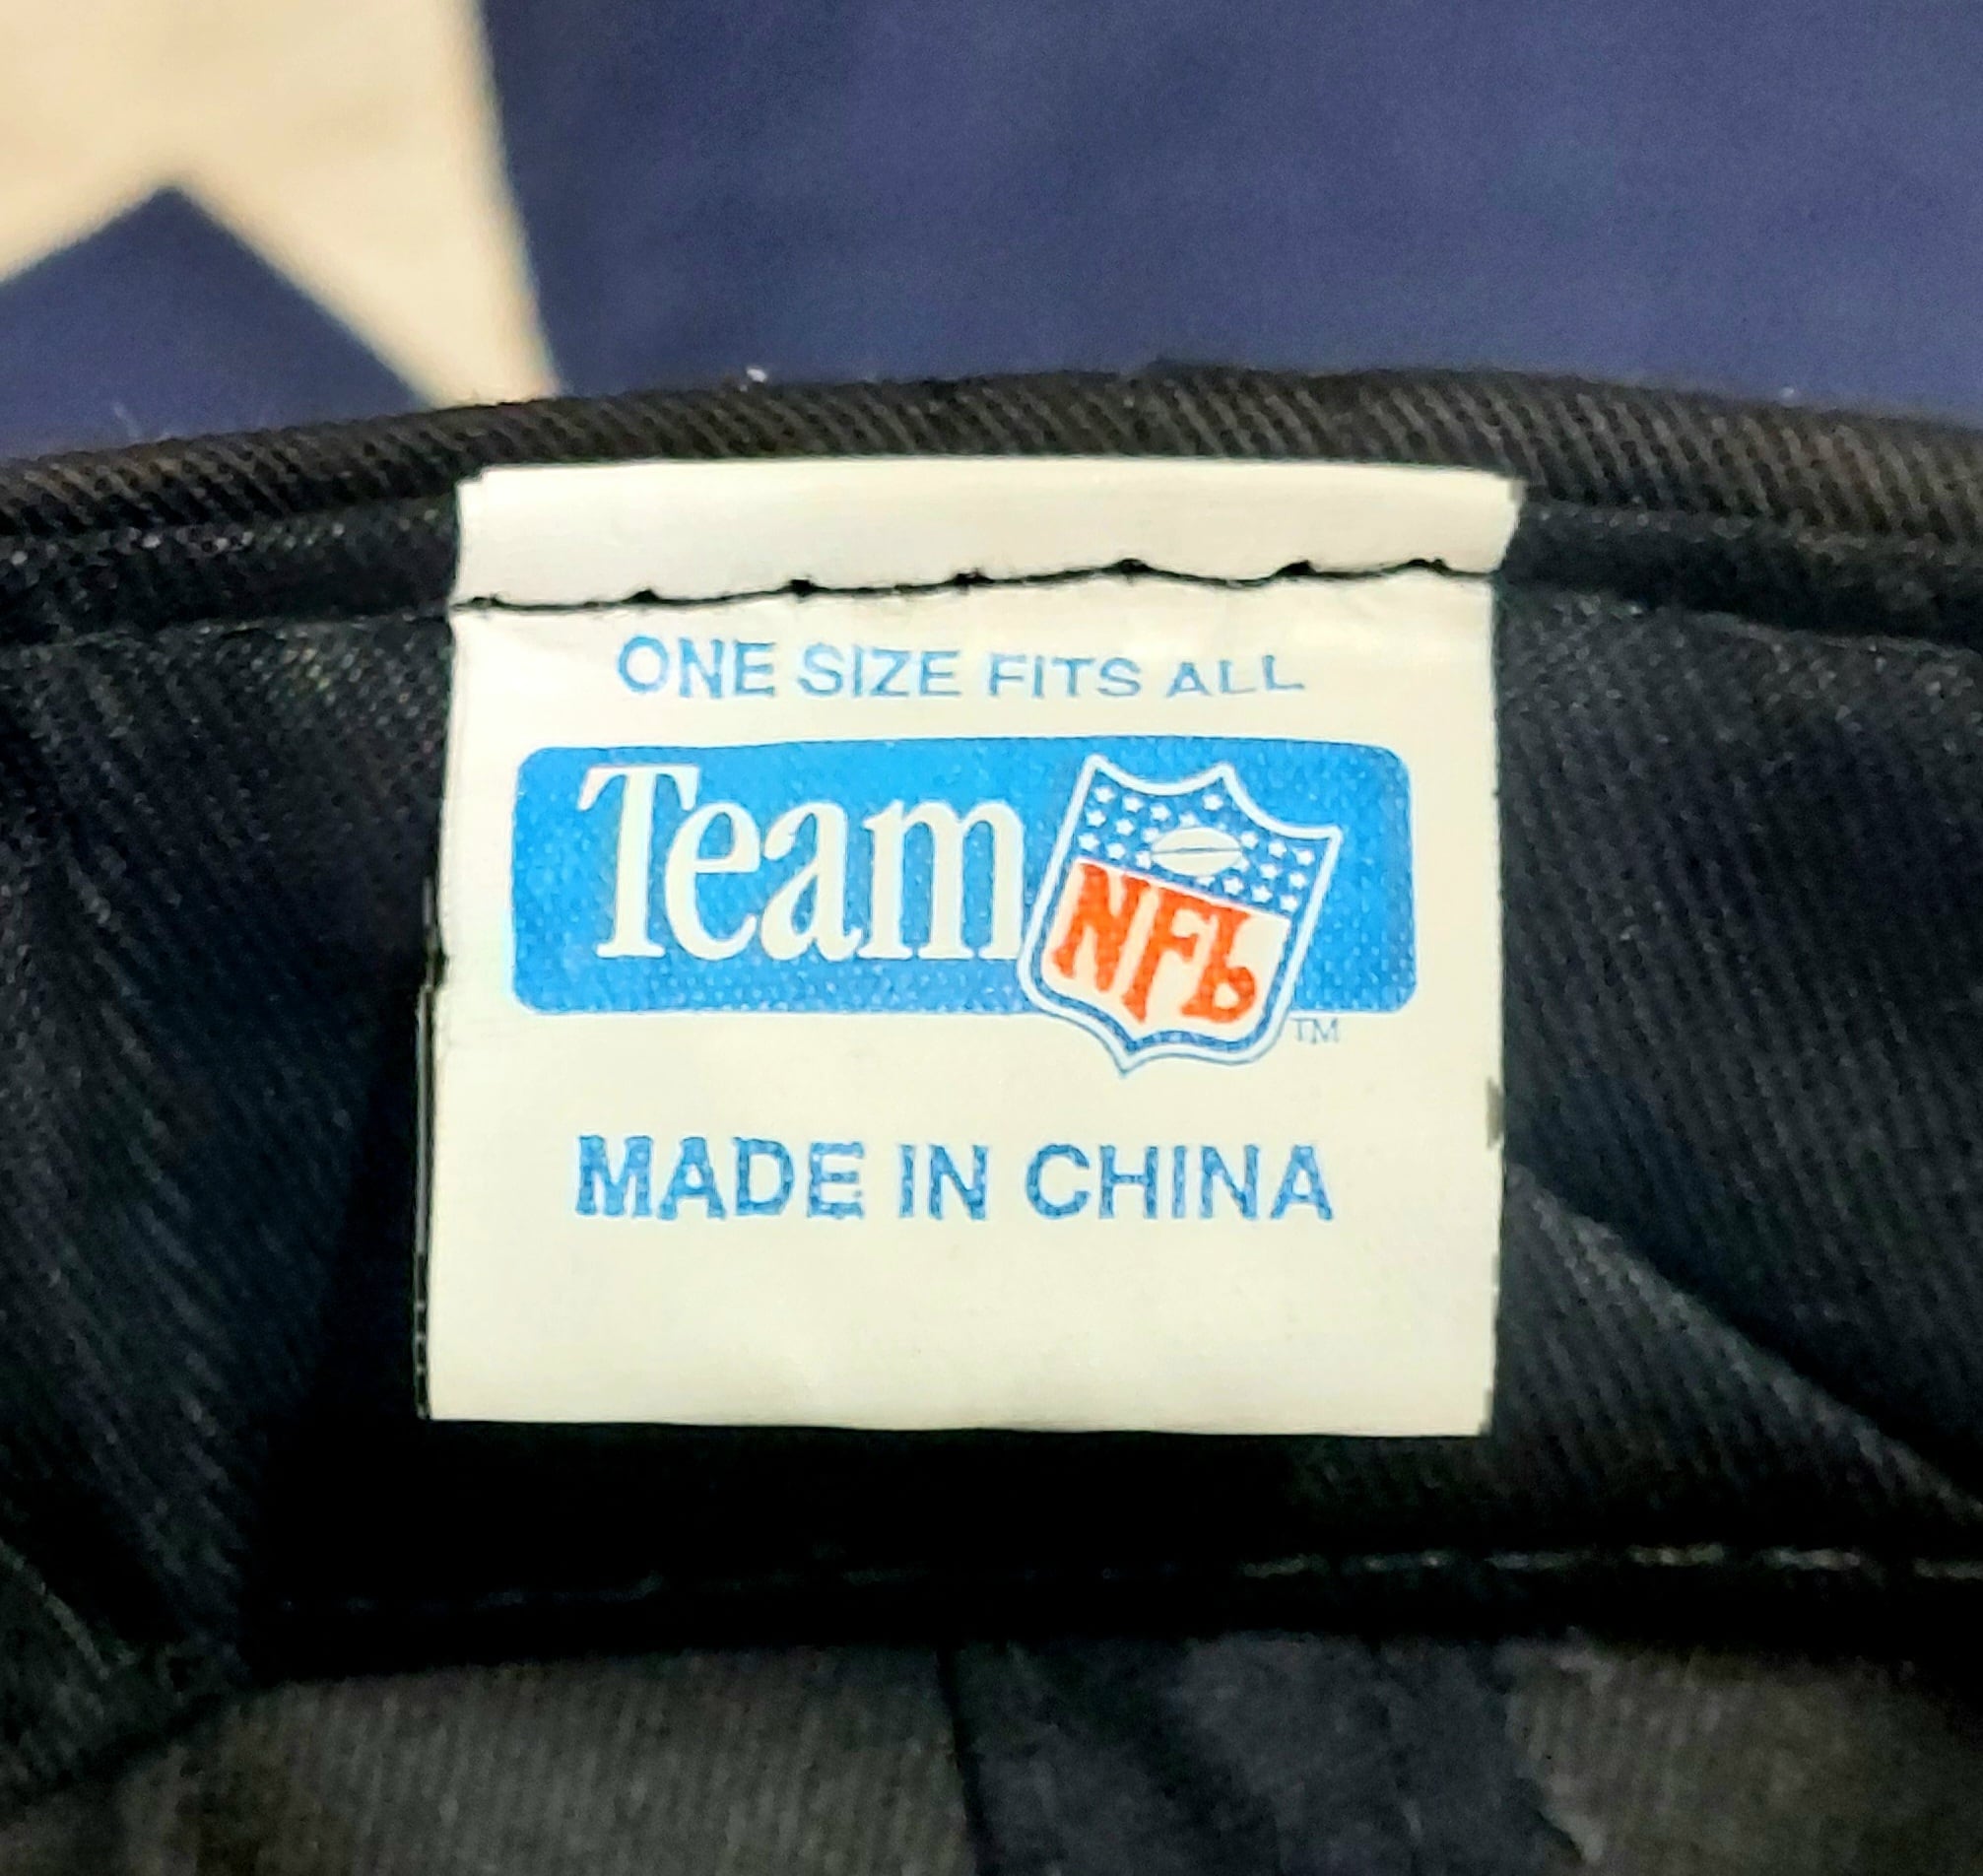 ONE SIZE FITS ALL
Team NFL
TM
MADE IN CHINA